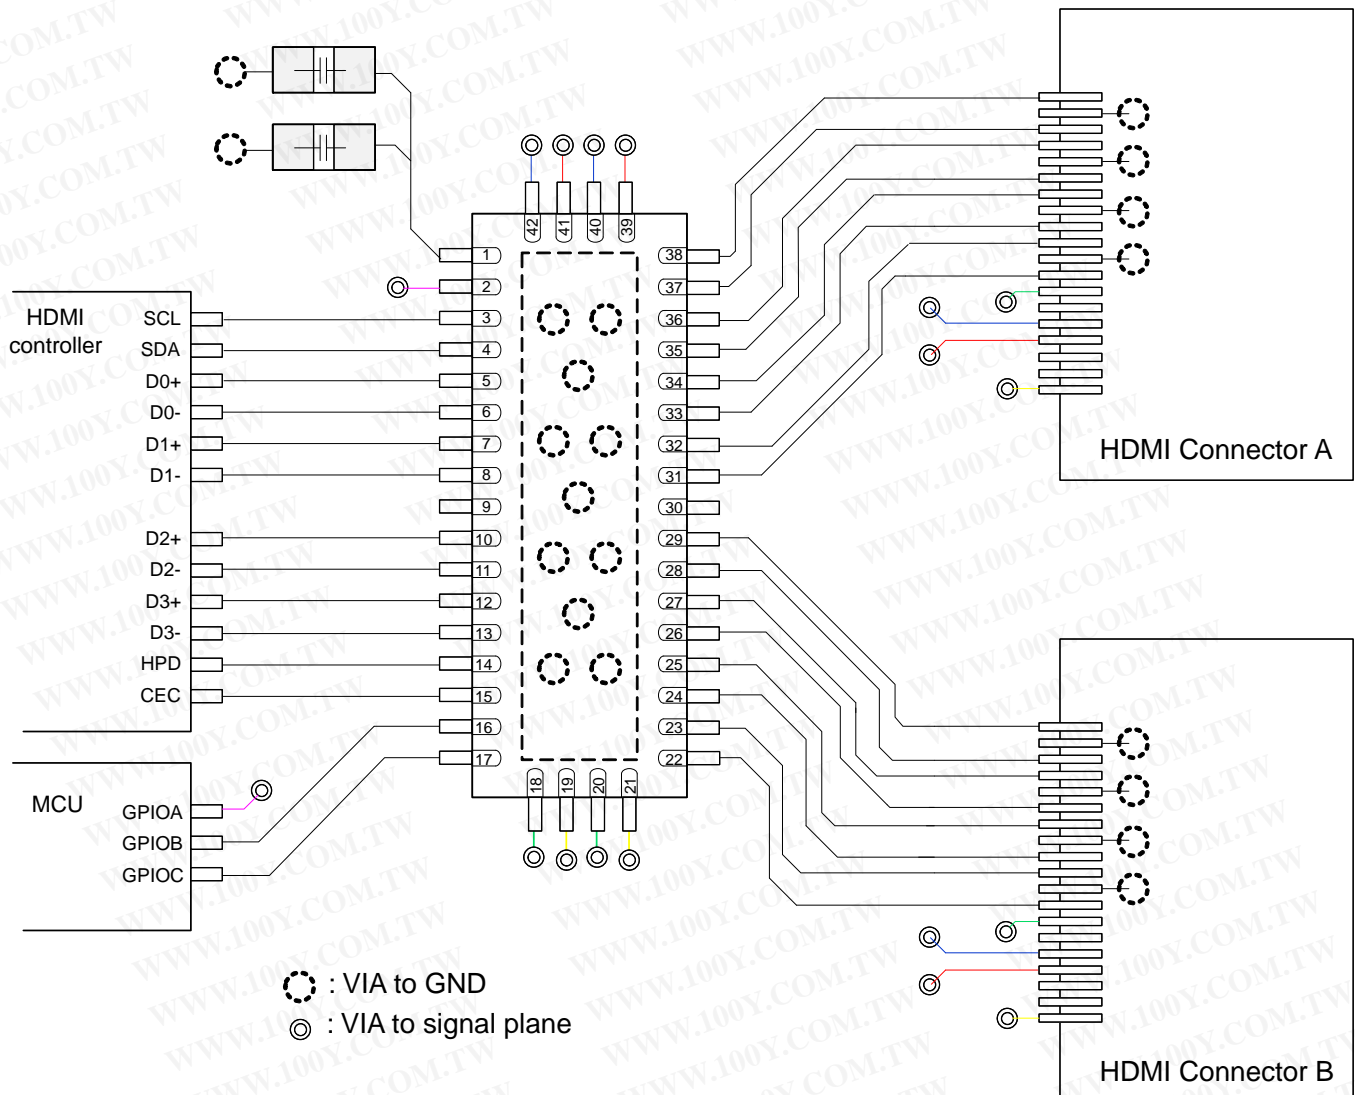 42 41 40 39
1 38
2 37
HDMI SCL 3 36
controller
SDA 4 35
D0+ 5 34
D0- 6 33
D1+ 7 32
D1- 8 31
9 30
D2+ 10 29
D2- 11 28
D3+ 12 27
D3- 13 26
HPD 14 25
CEC 15 24
16 23
17 22
18 19 20 21
MCU
GPIOA
GPIOB
GPIOC
HDMI Connector A
HDMI Connector B
: VIA to GND
: VIA to signal plane
WWW.100Y.COM.TW